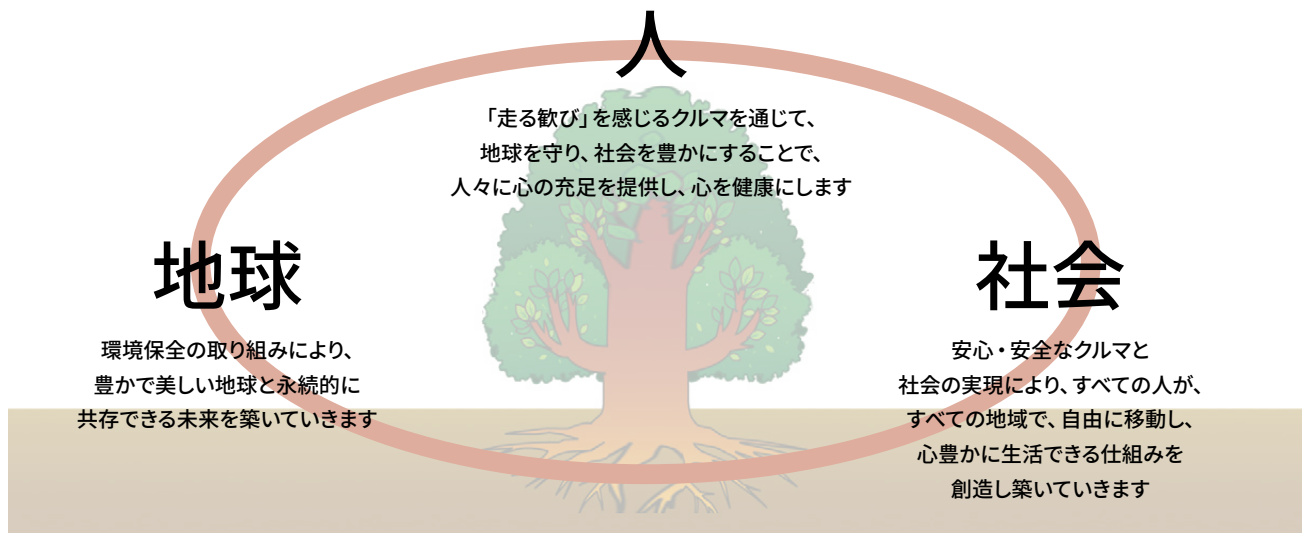 人
「走る歓び」を感じるクルマを通じて、
地球を守り、社会を豊かにすることで、
人々に心の充足を提供し、心を健康にします
地球
環境保全の取り組みにより、
豊かで美しい地球と永続的に
共存できる未来を築いていきます
社会
安心・安全なクルマと
社会の実現により、すべての人が、
すべての地域で、自由に移動し、
心豊かに生活できる仕組みを
創造し築いていきます